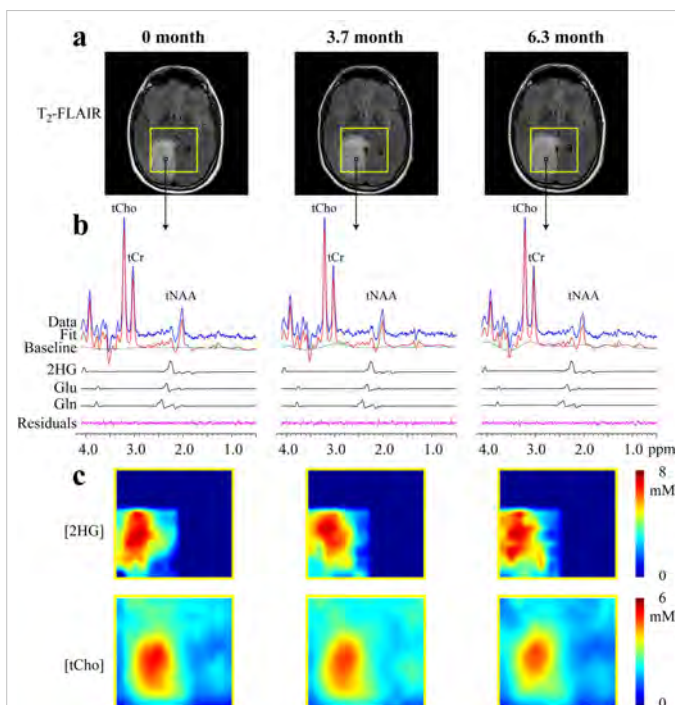 a
0 month 3.7 month 6.3 month
T2-FLAIR
b
tCho tCho tCho
tCr tCr tCr
tNAA tNAA tNAA
Data
Fit
Baseline
2HG
Glu
Gln
Residuals
4.0 3.0 2.0 1.0 4.0 3.0 2.0 1.0 4.0 3.0 2.0 1.0 ppm
c
8
mM
[2HG]
0
6
mM
[tCho]
0